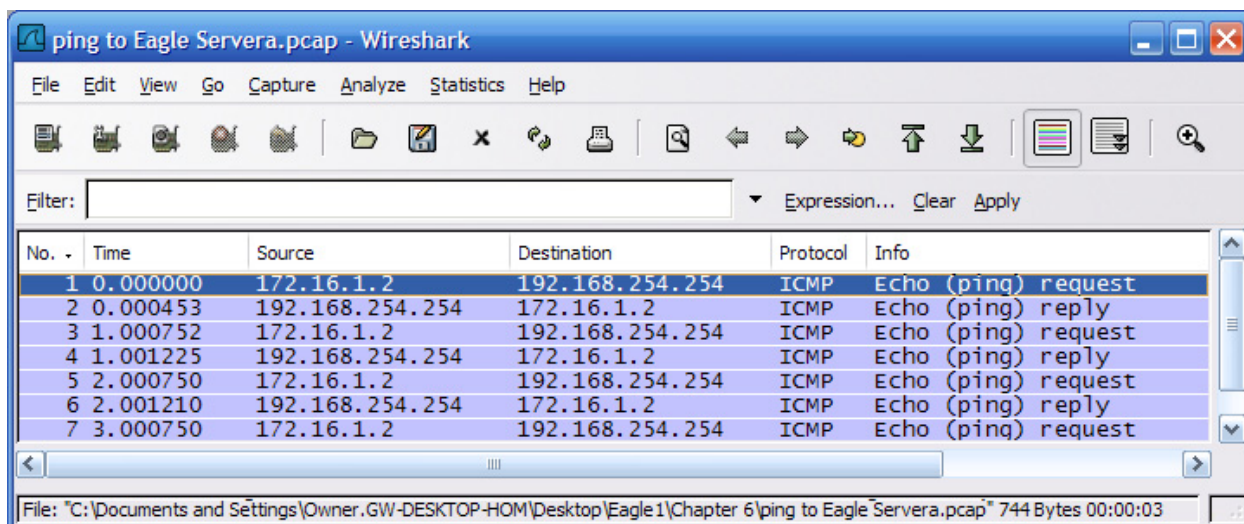 ping to Eagle Servera.pcap - Wireshark
File Edit View Go Capture Analyze Statistics Help
Filter: Expression... Clear Apply
No. Time Source Destination Protocol Info
1 0.000000 172.16.1.2 192.168.254.254 ICMP Echo (ping) request
2 0.000453 192.168.254.254 172.16.1.2 ICMP Echo (ping) reply
3 1.000752 172.16.1.2 192.168.254.254 ICMP Echo (ping) request
4 1.001225 192.168.254.254 172.16.1.2 ICMP Echo (ping) reply
5 2.000750 172.16.1.2 192.168.254.254 ICMP Echo (ping) request
6 2.001210 192.168.254.254 172.16.1.2 ICMP Echo (ping) reply
7 3.000750 172.16.1.2 192.168.254.254 ICMP Echo (ping) request
File: "C:\Documents and Settings\Owner.GW-DESKTOP-HOM\Desktop\Eagle1\Chapter 6\ping to Eagle Servera.pcap" 744 Bytes 00:00:03